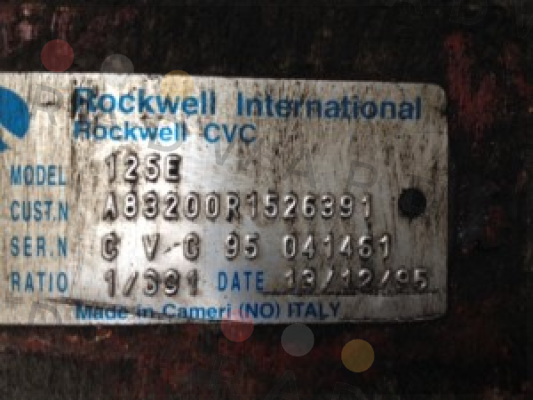 Rockwell International
Rockwell CVC
MODEL 125E
CUST.N A83200R1526391
SER.N C V C 95 041461
RATIO 1/391 DATE 13/12/95
Made in Cameri (NO) ITALY